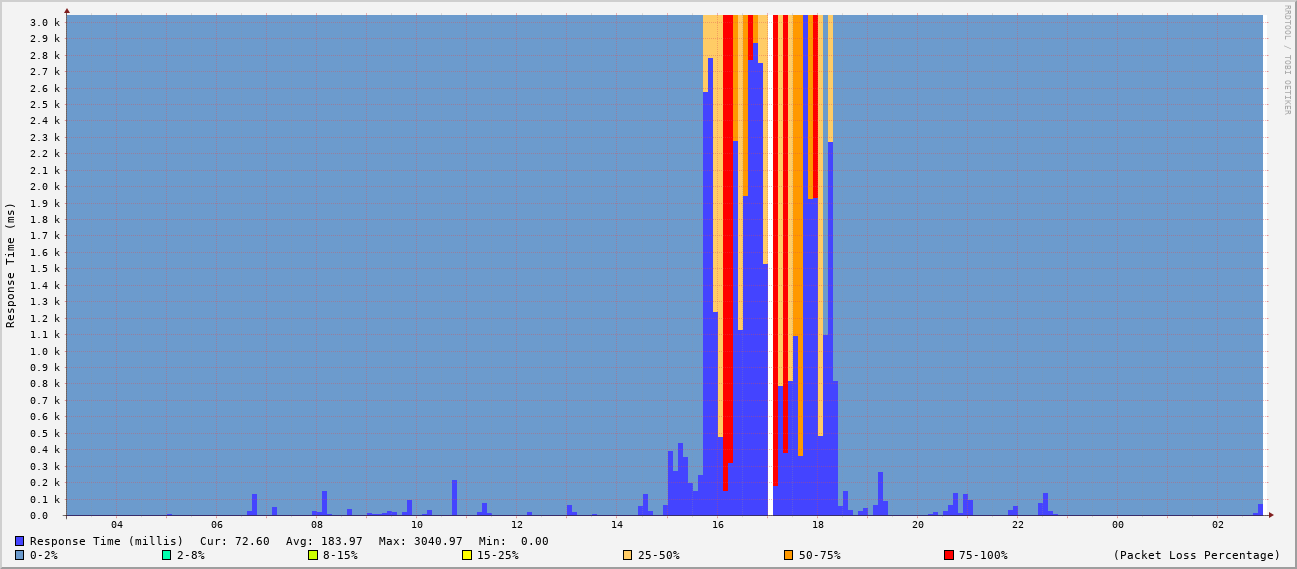 RRDTOOL / TOBI OETIKER
Response Time (ms)
3.0 k
2.9 k
2.8 k
2.7 k
2.6 k
2.5 k
2.4 k
2.3 k
2.2 k
2.1 k
2.0 k
1.9 k
1.8 k
1.7 k
1.6 k
1.5 k
1.4 k
1.3 k
1.2 k
1.1 k
1.0 k
0.9 k
0.8 k
0.7 k
0.6 k
0.5 k
0.4 k
0.3 k
0.2 k
0.1 k
0.0
04 06 08 10 12 14 16 18 20 22 00 02
Response Time (millis) Cur: 72.60 Avg: 183.97 Max: 3040.97 Min: 0.00
0-2% 2-8% 8-15% 15-25% 25-50% 50-75% 75-100% (Packet Loss Percentage)